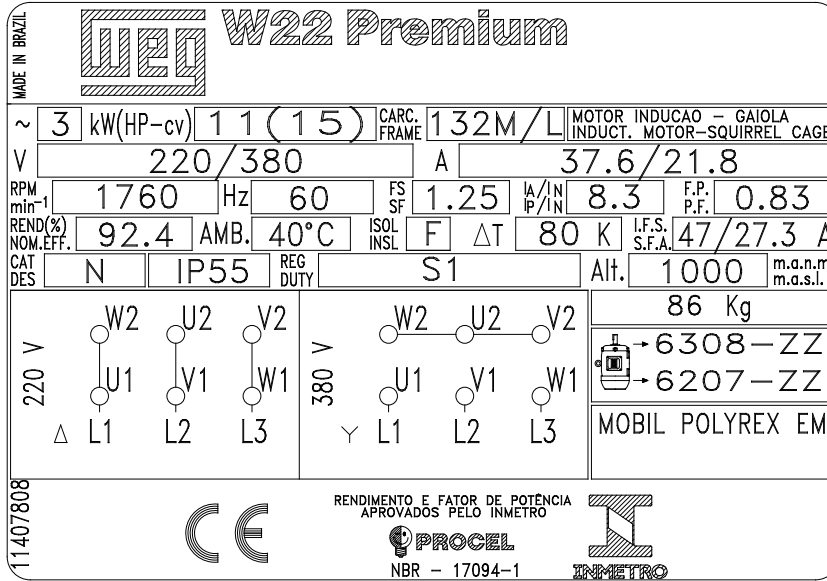 MADE IN BRAZIL
WEG W22 Premium
~ 3 kW(HP-cv) 11(15) CARC. FRAME 132M/L MOTOR INDUCAO - GAIOLA
INDUCT. MOTOR-SQUIRREL CAGE
V 220/380 A 37.6/21.8
RPM min-1 1760 Hz 60 FS SF 1.25 IA/IN IP/IN 8.3 F.P. P.F. 0.83
REND(%) NOM.EFF. 92.4 AMB. 40°C ISOL INSL F ΔT 80 K I.F.S. S.F.A. 47/27.3 A
CAT DES N IP55 REG DUTY S1 Alt. 1000 m.a.n.m m.a.s.l.
220 V
W2 U2 V2
U1 V1 W1
Δ L1 L2 L3
380 V
W2 U2 V2
U1 V1 W1
Y L1 L2 L3
86 Kg
6308-ZZ
6207-ZZ
MOBIL POLYREX EM
11407808
CE
RENDIMENTO E FATOR DE POTÊNCIA
APROVADOS PELO INMETRO
PROCEL
NBR - 17094-1
INMETRO